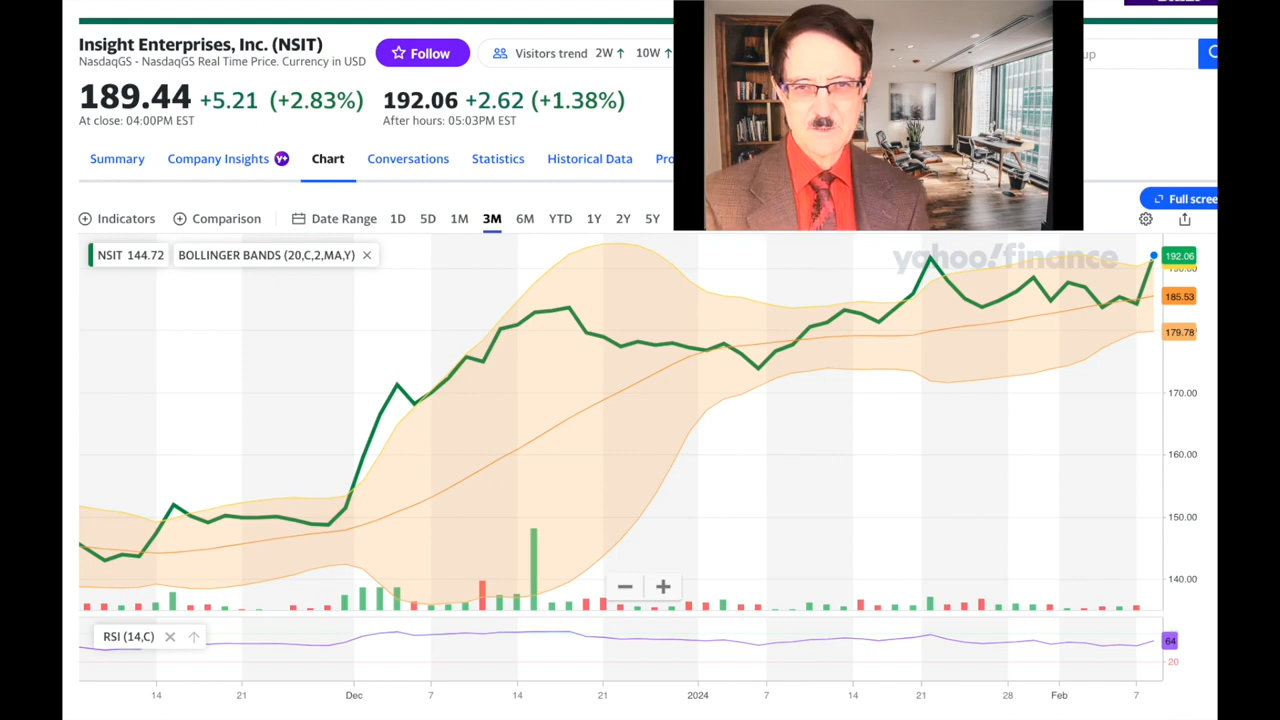 Insight Enterprises, Inc. (NSIT)
Follow
Visitors trend 2W↑ 10W↑
up
NasdaqGS - NasdaqGS Real Time Price. Currency in USD
189.44 +5.21 (+2.83%) 192.06 +2.62 (+1.38%)
At close: 04:00PM EST After hours: 05:03PM EST
Summary Company Insights Y+ Chart Conversations Statistics Historical Data Pro
Full scree
Indicators Comparison Date Range 1D 5D 1M 3M 6M YTD 1Y 2Y 5Y
NSIT 144.72 BOLLINGER BANDS (20,C,2,MA,Y)
yahoo!finance
192.06
190.00
185.53
179.78
170.00
160.00
150.00
140.00
RSI (14,C)
64
20
14 21 Dec 7 14 21 2024 7 14 21 28 Feb 7